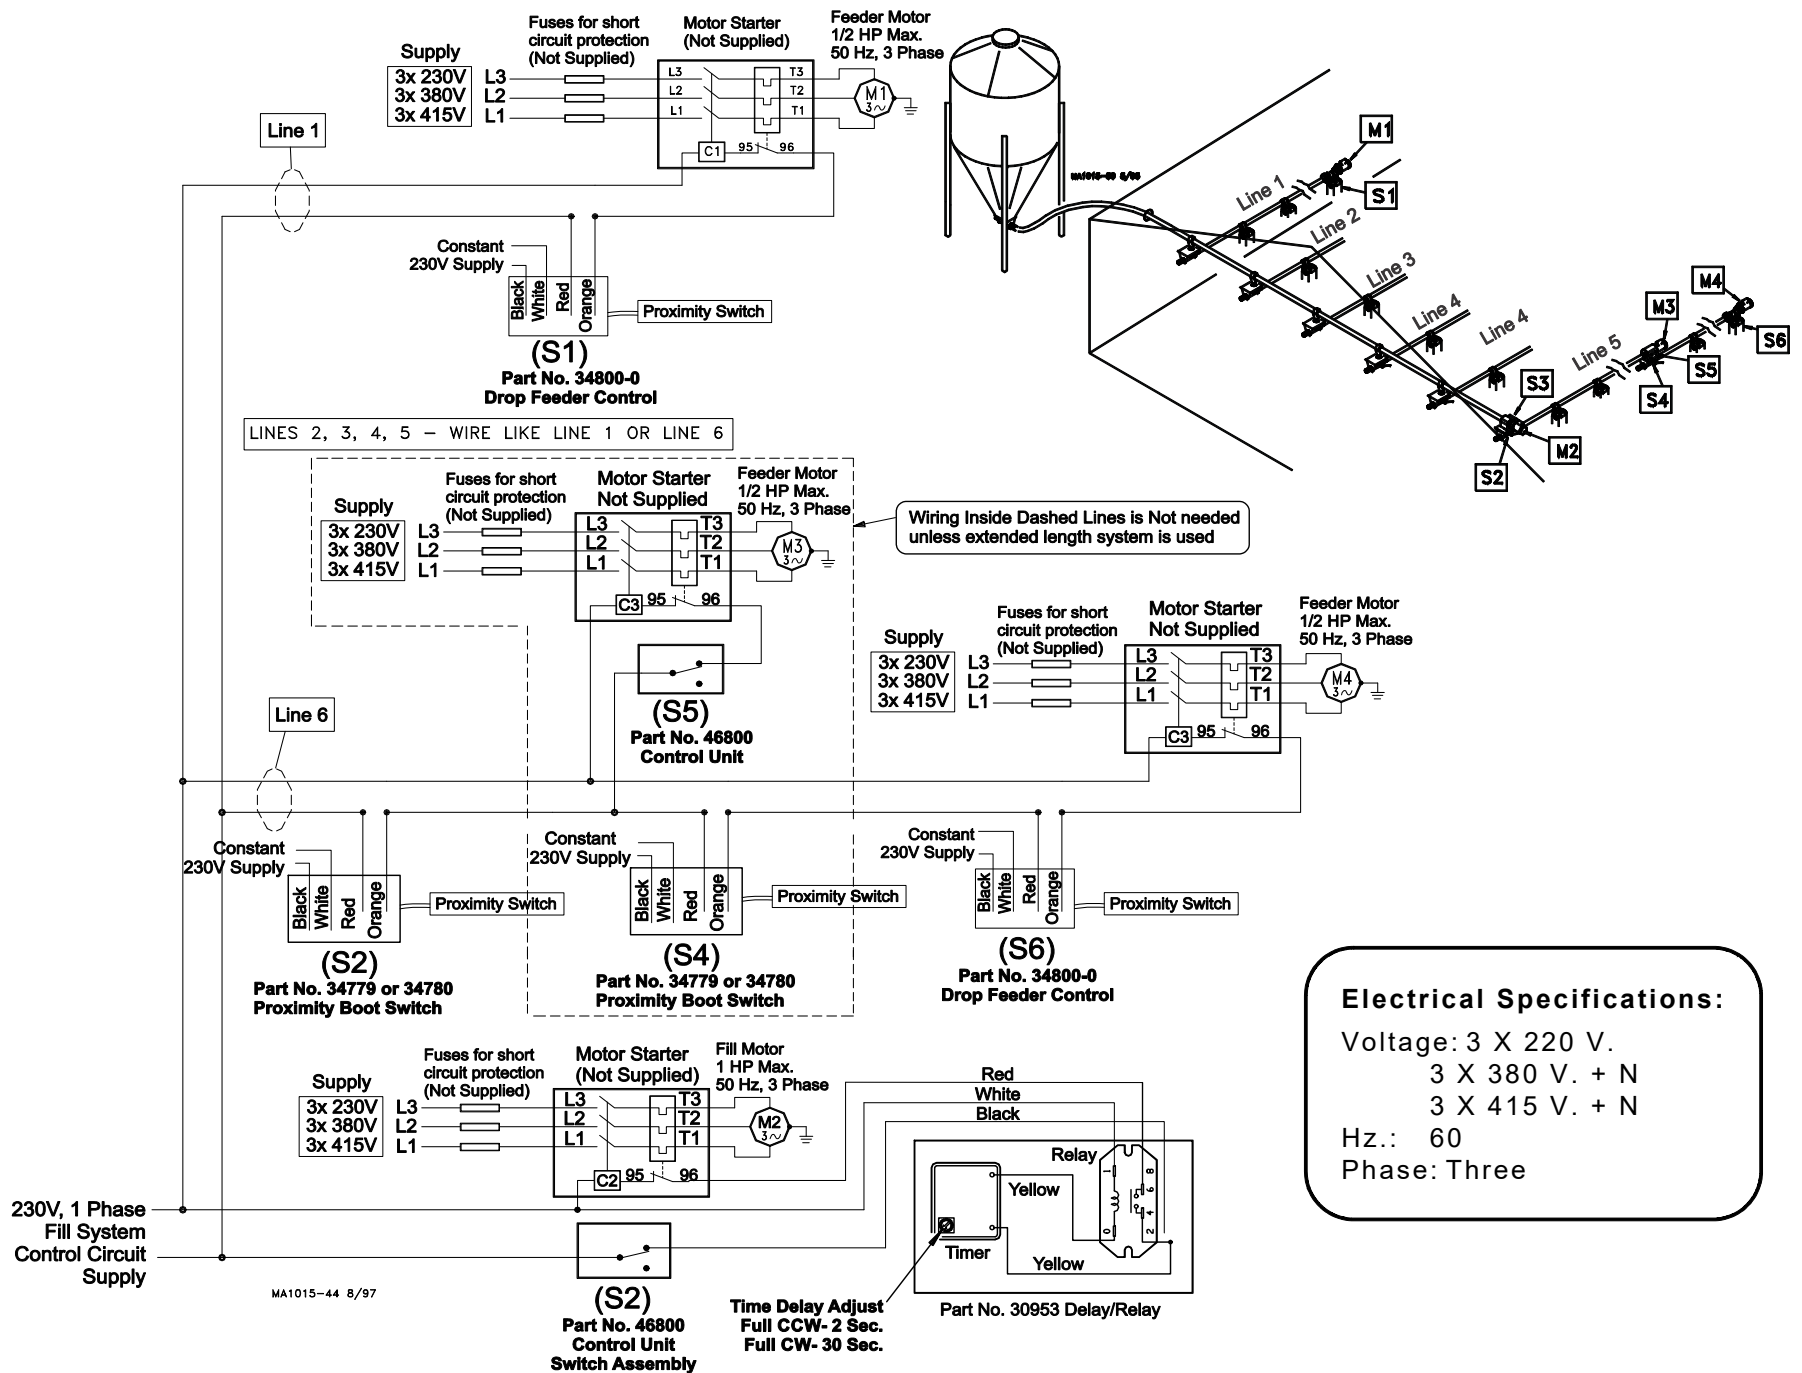 Fuses for short
circuit protection
(Not Supplied)
Motor Starter
(Not Supplied)
Feeder Motor
1/2 HP Max.
50 Hz, 3 Phase
Supply
3x 230V
3x 380V
3x 415V
L3
L2
L1
L3
L2
L1
T3
T2
T1
M1
3~
C1
95
96
Line 1
Constant
230V Supply
Black
White
Red
Orange
Proximity Switch
(S1)
Part No. 34800-0
Drop Feeder Control
MA1015-59 8/96
Line 1
Line 2
Line 3
Line 4
Line 4
Line 5
M1
S1
M4
M3
S6
S5
S4
S3
M2
S2
LINES 2, 3, 4, 5 – WIRE LIKE LINE 1 OR LINE 6
Fuses for short
circuit protection
(Not Supplied)
Motor Starter
Not Supplied
Feeder Motor
1/2 HP Max.
50 Hz, 3 Phase
Supply
3x 230V
3x 380V
3x 415V
L3
L2
L1
L3
L2
L1
T3
T2
T1
M3
3~
C3
95
96
Wiring Inside Dashed Lines is Not needed
unless extended length system is used
(S5)
Part No. 46800
Control Unit
Fuses for short
circuit protection
(Not Supplied)
Motor Starter
Not Supplied
Feeder Motor
1/2 HP Max.
50 Hz, 3 Phase
Supply
3x 230V
3x 380V
3x 415V
L3
L2
L1
L3
L2
L1
T3
T2
T1
M4
3~
C3
95
96
Line 6
Constant
230V Supply
Black
White
Red
Orange
Proximity Switch
(S2)
Part No. 34779 or 34780
Proximity Boot Switch
Constant
230V Supply
Black
White
Red
Orange
Proximity Switch
(S4)
Part No. 34779 or 34780
Proximity Boot Switch
Constant
230V Supply
Black
White
Red
Orange
Proximity Switch
(S6)
Part No. 34800-0
Drop Feeder Control
Electrical Specifications:
Voltage: 3 X 220 V.
3 X 380 V. + N
3 X 415 V. + N
Hz.: 60
Phase: Three
Fuses for short
circuit protection
(Not Supplied)
Motor Starter
(Not Supplied)
Fill Motor
1 HP Max.
50 Hz, 3 Phase
Supply
3x 230V
3x 380V
3x 415V
L3
L2
L1
L3
L2
L1
T3
T2
T1
M2
3~
C2
95
96
Red
White
Black
Relay
1
8
6
4
0
2
Yellow
Timer
Yellow
Time Delay Adjust
Full CCW- 2 Sec.
Full CW- 30 Sec.
Part No. 30953 Delay/Relay
230V, 1 Phase
Fill System
Control Circuit
Supply
MA1015-44 8/97
(S2)
Part No. 46800
Control Unit
Switch Assembly